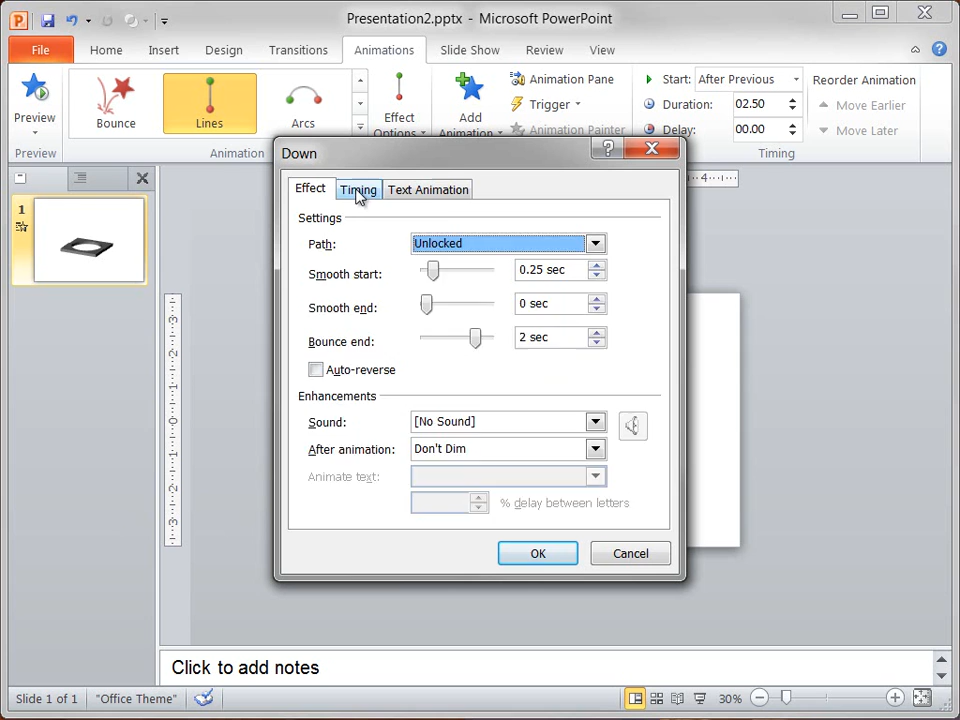 Presentation2.pptx - Microsoft PowerPoint
File Home Insert Design Transitions Animations Slide Show Review View
Preview
Bounce Lines Arcs
Effect Options
Add Animation
Animation Pane
Trigger
Animation Painter
Start: After Previous
Duration: 02.50
Delay: 00.00
Reorder Animation
Move Earlier
Move Later
Preview Animation Timing
1
Down
Effect Timing Text Animation
Settings
Path: Unlocked
Smooth start: 0.25 sec
Smooth end: 0 sec
Bounce end: 2 sec
Auto-reverse
Enhancements
Sound: [No Sound]
After animation: Don't Dim
Animate text:
% delay between letters
OK Cancel
Click to add notes
Slide 1 of 1 "Office Theme" 30%